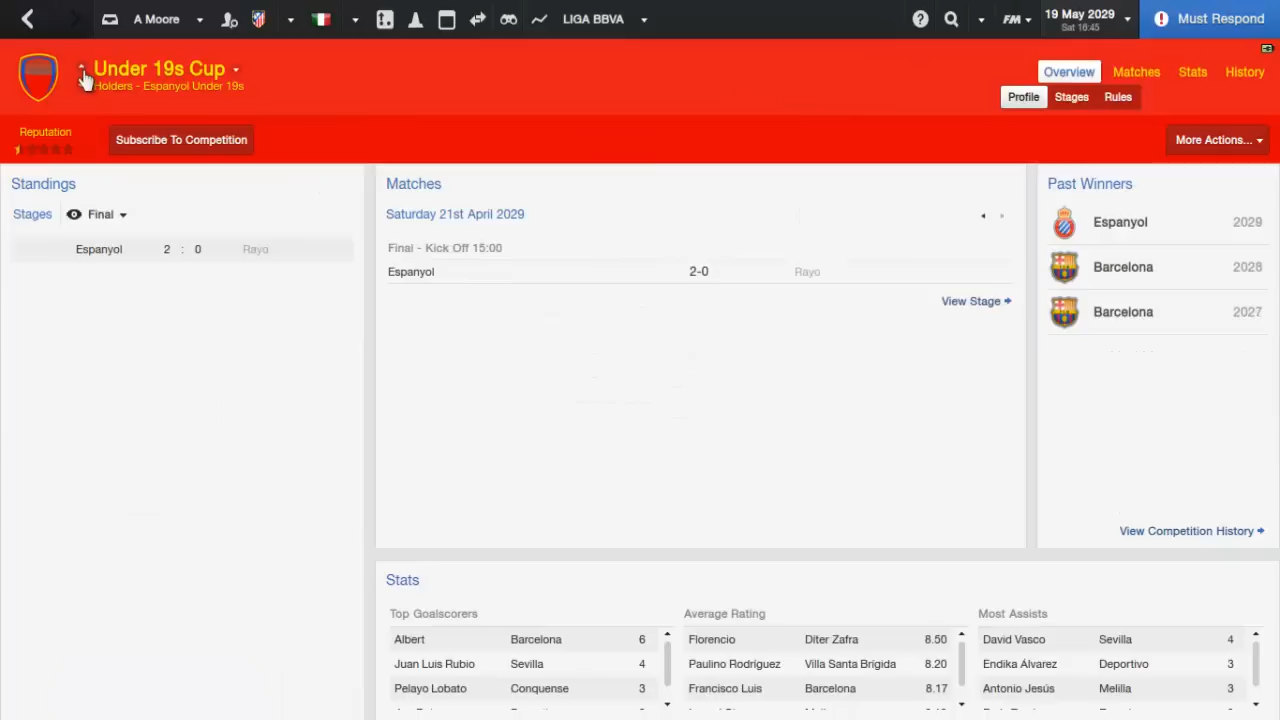 A Moore
LIGA BBVA
FM
19 May 2029
Sat 16:45
Must Respond
Under 19s Cup
Holders - Espanyol Under 19s
Overview Matches Stats History
Profile Stages Rules
Reputation
Subscribe To Competition
More Actions...
Standings
Stages Final
Espanyol 2 : 0 Rayo
Matches
Saturday 21st April 2029
Final - Kick Off 15:00
Espanyol 2-0 Rayo
View Stage
Past Winners
Espanyol 2029
Barcelona 2028
Barcelona 2027
View Competition History
Stats
Top Goalscorers
Albert Barcelona 6
Juan Luis Rubio Sevilla 4
Pelayo Lobato Conquense 3
Average Rating
Florencio Díter Zafra 8.50
Paulino Rodríguez Villa Santa Brígida 8.20
Francisco Luis Barcelona 8.17
Most Assists
David Vasco Sevilla 4
Endika Álvarez Deportivo 3
Antonio Jesús Melilla 3